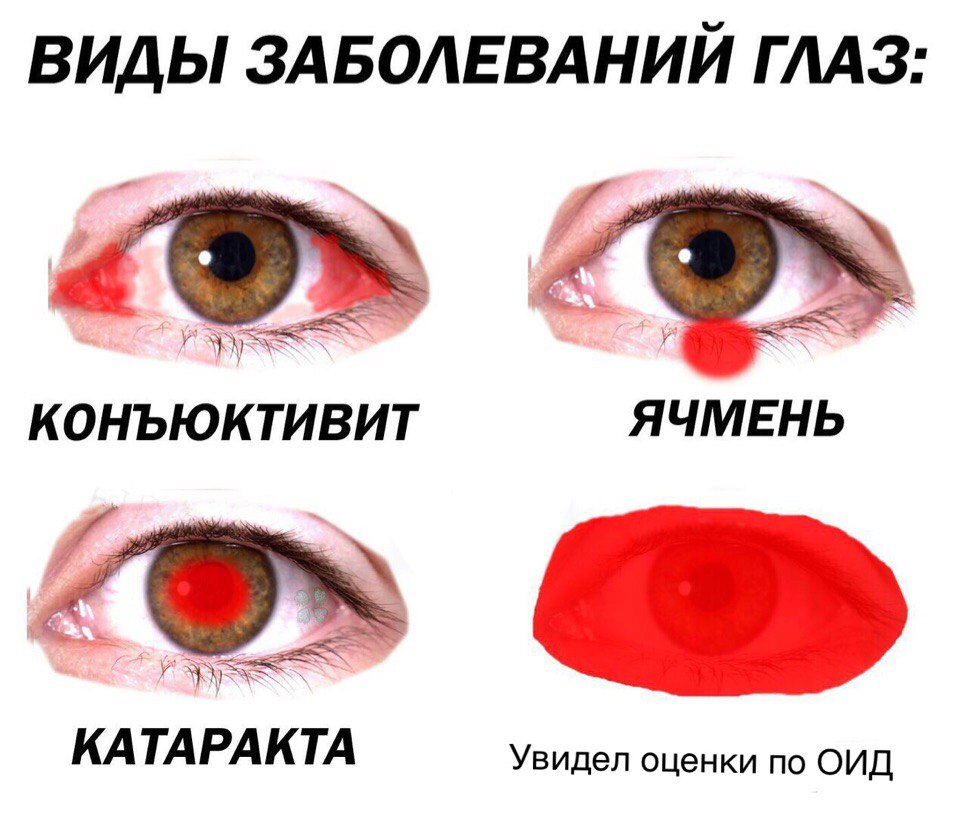 ВИДЫ ЗАБОЛЕВАНИЙ ГЛАЗ:
КОНЪЮКТИВИТ
ЯЧМЕНЬ
КАТАРАКТА
Увидел оценки по ОИД